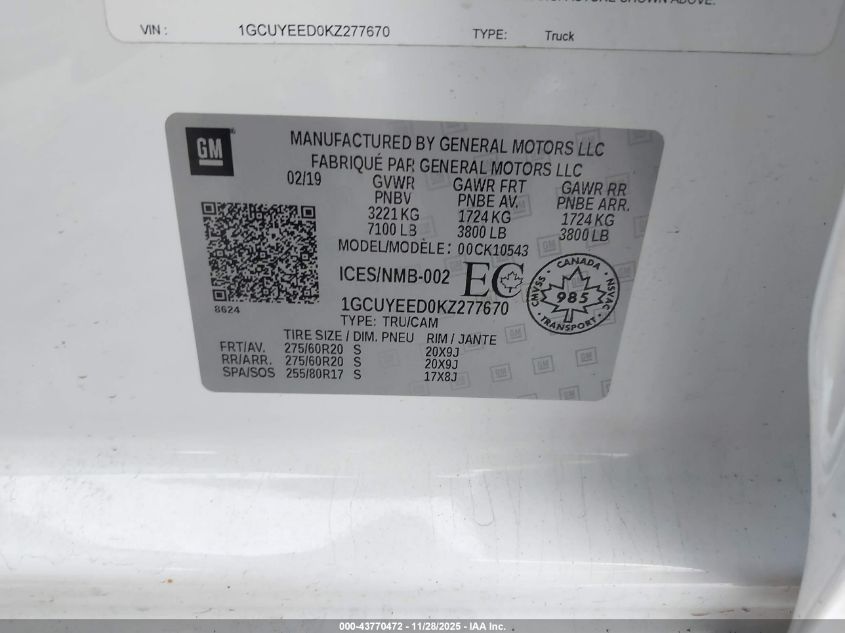 VIN : 1GCUYEED0KZ277670 TYPE: Truck
GM
MANUFACTURED BY GENERAL MOTORS LLC
FABRIQUÉ PAR GENERAL MOTORS LLC
02/19 GVWR GAWR FRT GAWR RR
PNBV PNBE AV. PNBE ARR.
3221 KG 1724 KG 1724 KG
7100 LB 3800 LB 3800 LB
MODEL/MODÈLE: 00CK10543
ICES/NMB-002 EC
CANADA
CMVSS 985 NSVAC
TRANSPORT
8624
1GCUYEED0KZ277670
TYPE: TRU/CAM
TIRE SIZE / DIM. PNEU RIM / JANTE
FRT/AV. 275/60R20 S 20X9J
RR/ARR. 275/60R20 S 20X9J
SPA/SOS 255/80R17 S 17X8J
000-43770472 - 11/28/2025 - IAA Inc.